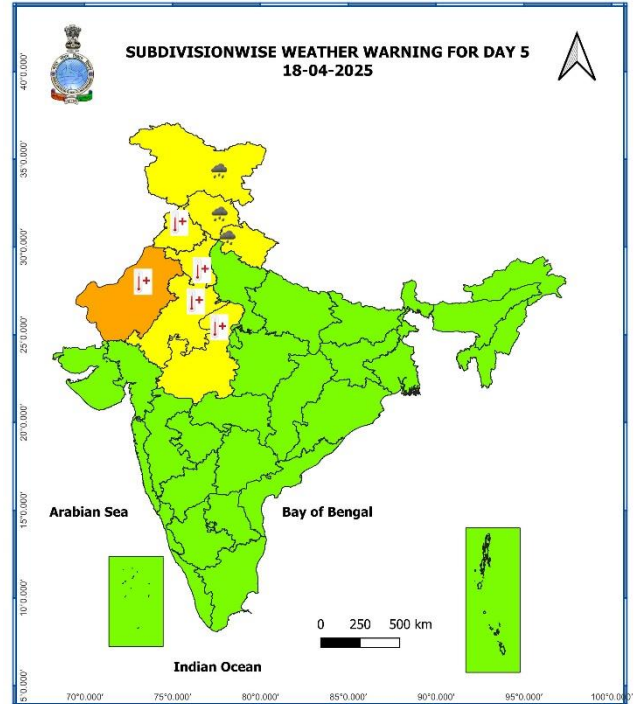 SUBDIVISIONWISE WEATHER WARNING FOR DAY 5
18-04-2025
40°0.000'
35°0.000'
30°0.000'
25°0.000'
20°0.000'
15°0.000'
10°0.000'
5°0.000'
Arabian Sea
Bay of Bengal
0 250 500 km
Indian Ocean
70°0.000' 75°0.000' 80°0.000' 85°0.000' 90°0.000' 95°0.000' 100°0.000'